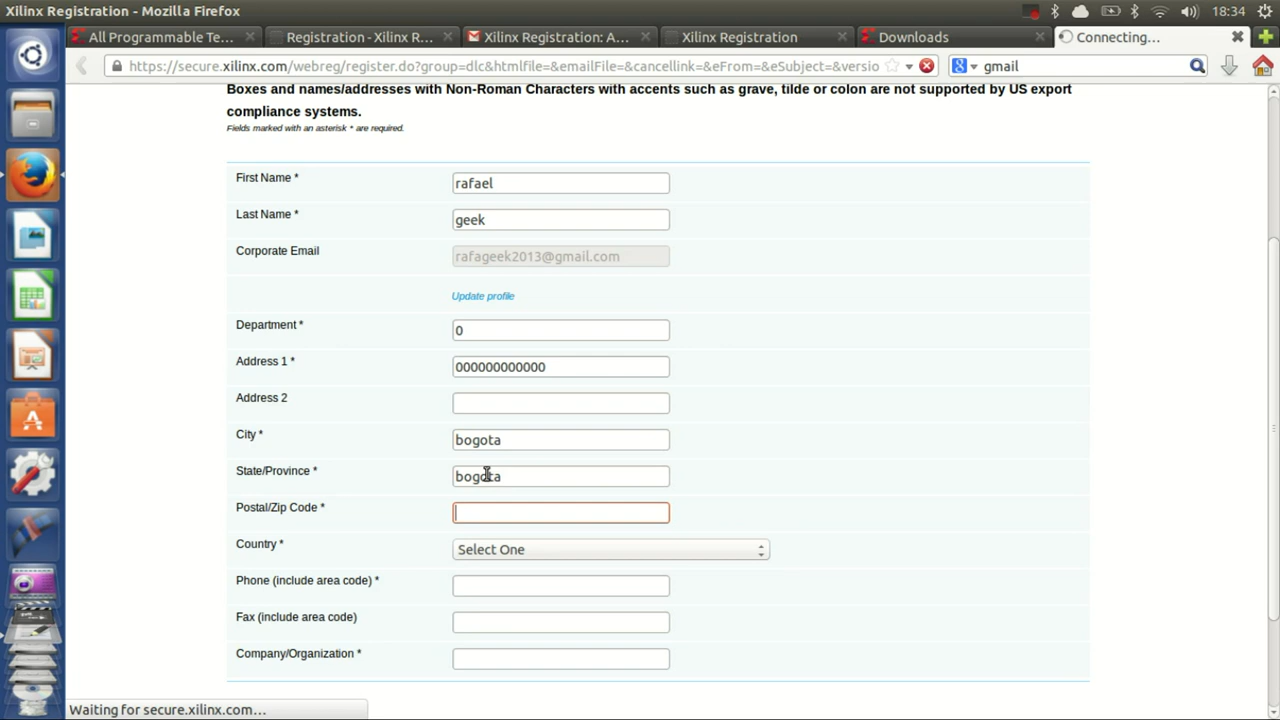 Xilinx Registration - Mozilla Firefox
18:34
All Programmable Te...
Registration - Xilinx R...
Xilinx Registration: A...
Xilinx Registration
Downloads
Connecting...
https://secure.xilinx.com/webreg/register.do?group=dlc&htmlfile=&emailFile=&cancellink=&eFrom=&eSubject=&versio
gmail
Boxes and names/addresses with Non-Roman Characters with accents such as grave, tilde or colon are not supported by US export
compliance systems.
Fields marked with an asterisk * are required.
First Name * rafael
Last Name * geek
Corporate Email rafageek2013@gmail.com
Update profile
Department * 0
Address 1 * 000000000000
Address 2
City * bogota
State/Province * bogota
Postal/Zip Code *
Country * Select One
Phone (include area code) *
Fax (include area code)
Company/Organization *
Waiting for secure.xilinx.com...